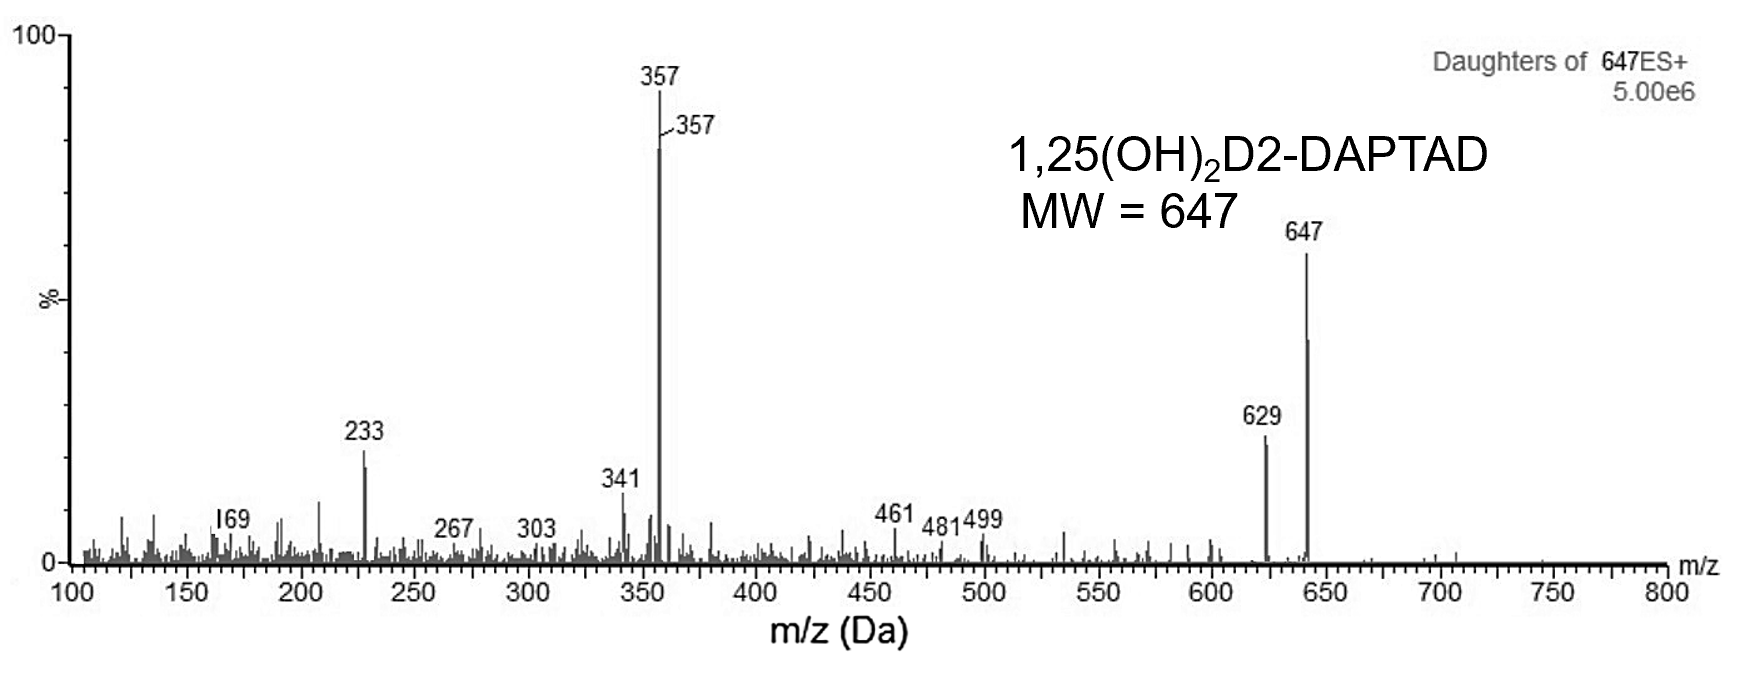 100
%
0
Daughters of 647ES+
5.00e6
1,25(OH)₂D2-DAPTAD
MW = 647
357
357
647
629
233
341
I69
267
303
461
481
499
m/z
100 150 200 250 300 350 400 450 500 550 600 650 700 750 800
m/z (Da)